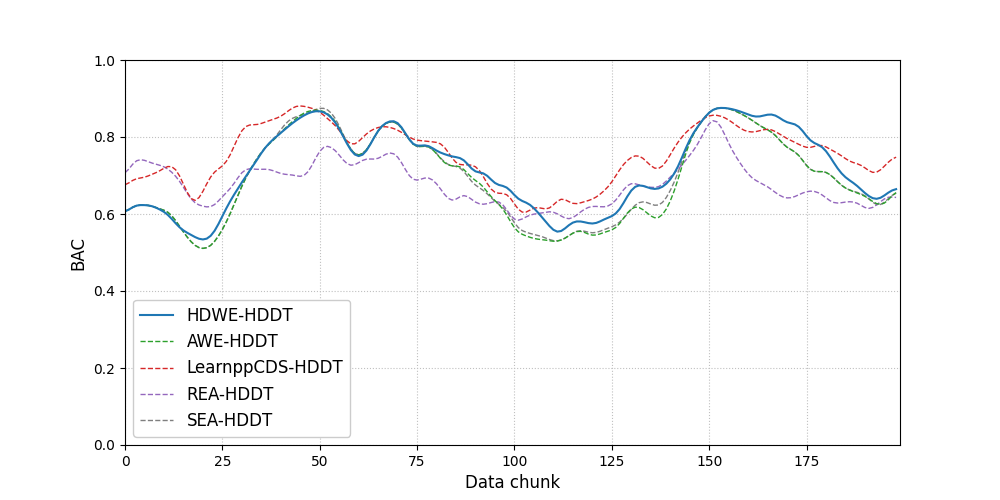 1.0
0.8
0.6
0.4
0.2
0.0
BAC
HDWE-HDDT
AWE-HDDT
LearnppCDS-HDDT
REA-HDDT
SEA-HDDT
0 25 50 75 100 125 150 175
Data chunk